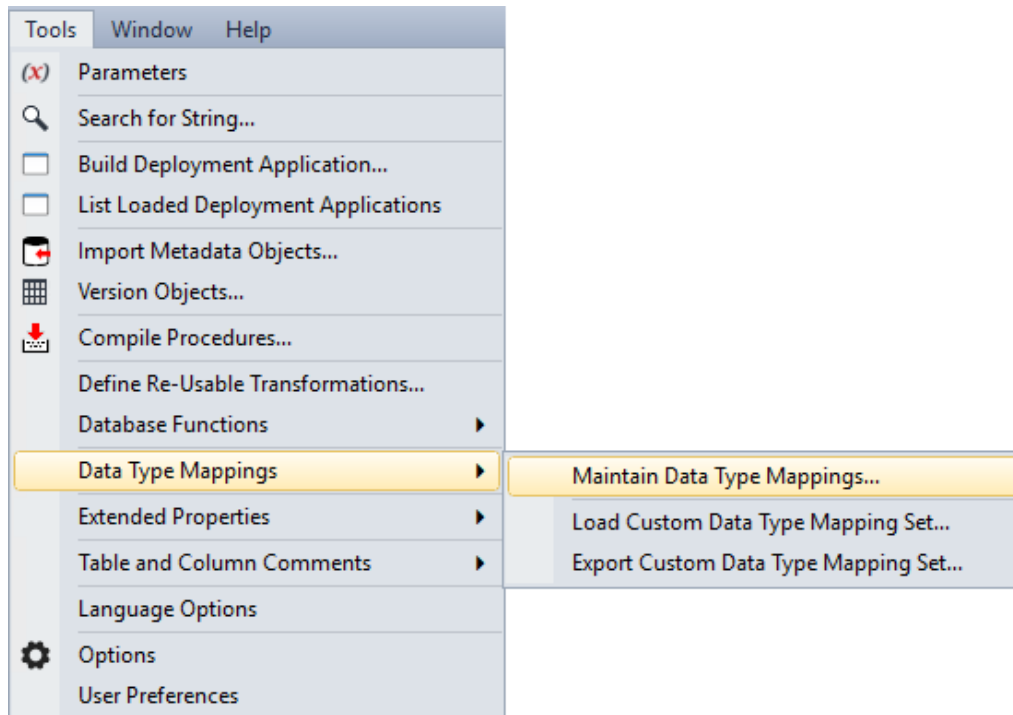 Tools Window Help
(x) Parameters
Search for String...
Build Deployment Application...
List Loaded Deployment Applications
Import Metadata Objects...
Version Objects...
Compile Procedures...
Define Re-Usable Transformations...
Database Functions
Data Type Mappings
Maintain Data Type Mappings...
Extended Properties
Load Custom Data Type Mapping Set...
Table and Column Comments
Export Custom Data Type Mapping Set...
Language Options
Options
User Preferences